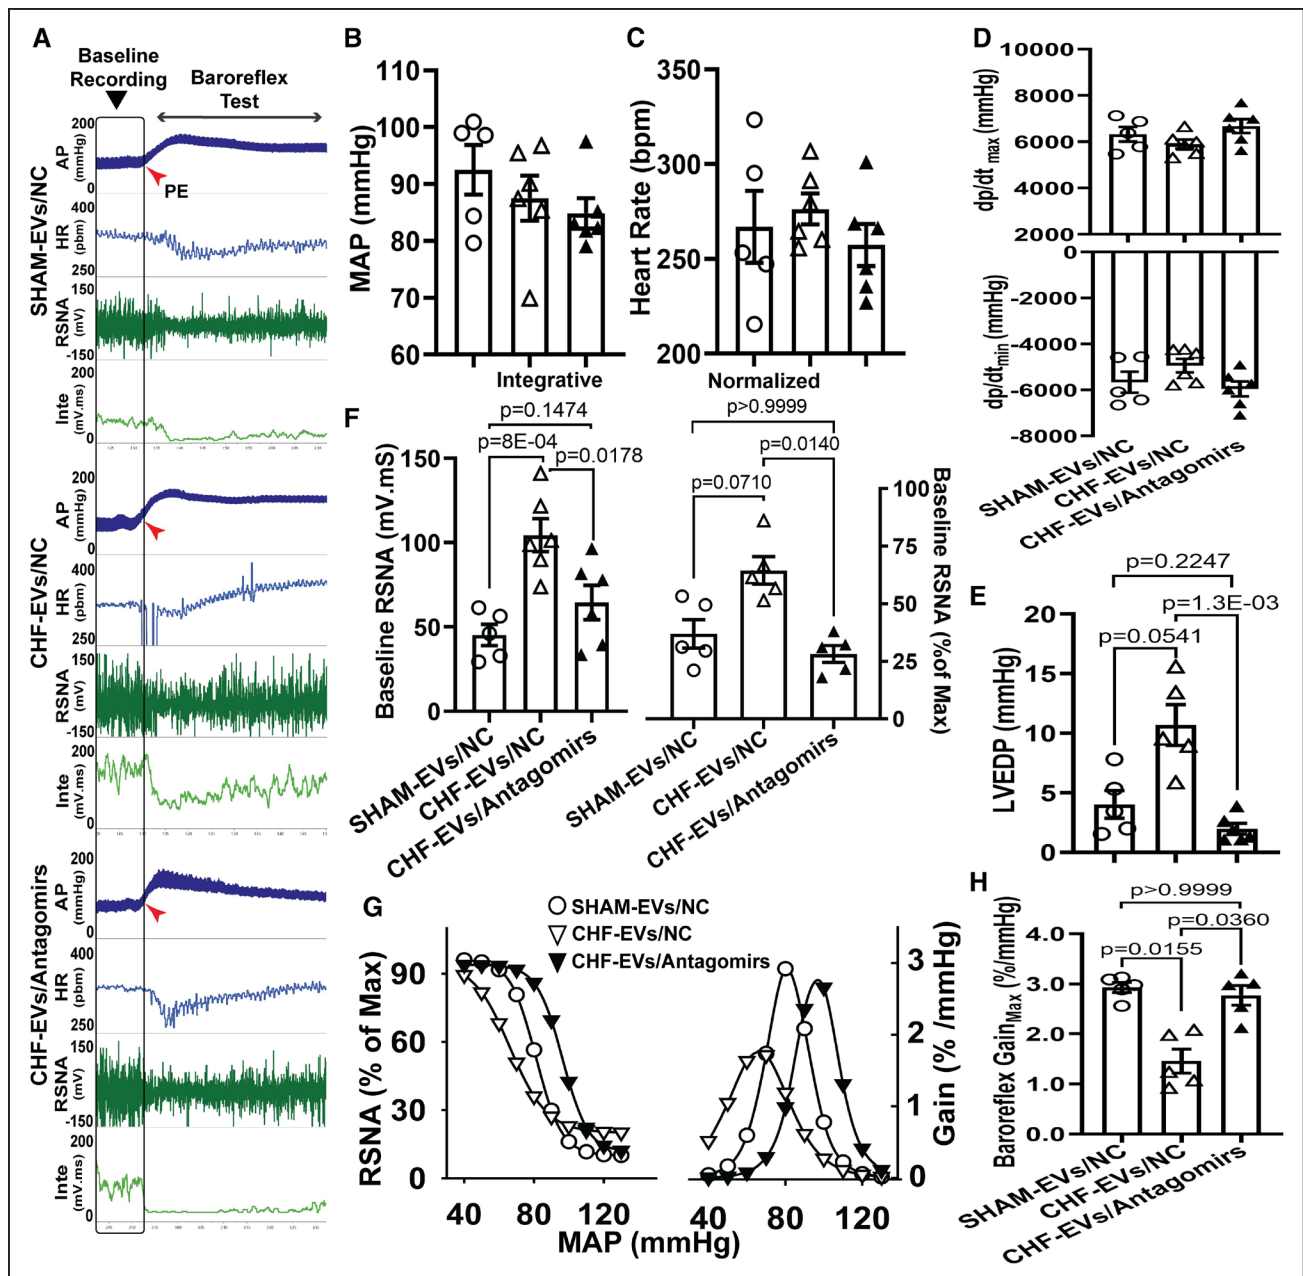 A
Baseline
Recording
Baroreflex
Test
SHAM-EVs/NC
200
AP
(mmHg)
0
PE
400
HR
(pbm)
250
150
RSNA
(mV)
-150
200
Inte
(mV.ms)
0
CHF-EVs/NC
200
AP
(mmHg)
0
400
HR
250
150
RSNA
(mV)
-150
200
Inte
(mV.ms)
0
CHF-EVs/Antagomirs
200
AP
(mmHg)
0
400
HR
(pbm)
250
150
RSNA
(mV)
-150
200
Inte
(mV.ms)
0
B
MAP (mmHg)
110
100
90
80
70
60
C
Heart Rate (bpm)
350
300
250
200
D
dp/dt max (mmHg)
10000
8000
6000
4000
2000
dp/dtmin (mmHg)
0
-2000
-4000
-6000
-8000
SHAM-EVs/NC
CHF-EVs/NC
CHF-EVs/Antagomirs
E
p=0.2247
p=1.3E-03
p=0.0541
LVEDP (mmHg)
20
15
10
5
0
F
Integrative
p=0.1474
p=8E-04
p=0.0178
Baseline RSNA (mV.mS)
150
100
50
0
SHAM-EVs/NC
CHF-EVs/NC
CHF-EVs/Antagomirs
Normalized
p>0.9999
p=0.0140
p=0.0710
Baseline RSNA (%of Max)
100
75
50
25
0
SHAM-EVs/NC
CHF-EVs/NC
CHF-EVs/Antagomirs
G
SHAM-EVs/NC
CHF-EVs/NC
CHF-EVs/Antagomirs
RSNA (% of Max)
90
60
30
0
40 80 120
Gain (% /mmHg)
3
2
1
0
40 80 120
MAP (mmHg)
H
p>0.9999
p=0.0360
p=0.0155
Baroreflex GainMax (%/mmHg)
4.0
3.0
2.0
1.0
0.0
SHAM-EVs/NC
CHF-EVs/NC
CHF-EVs/Antagomirs